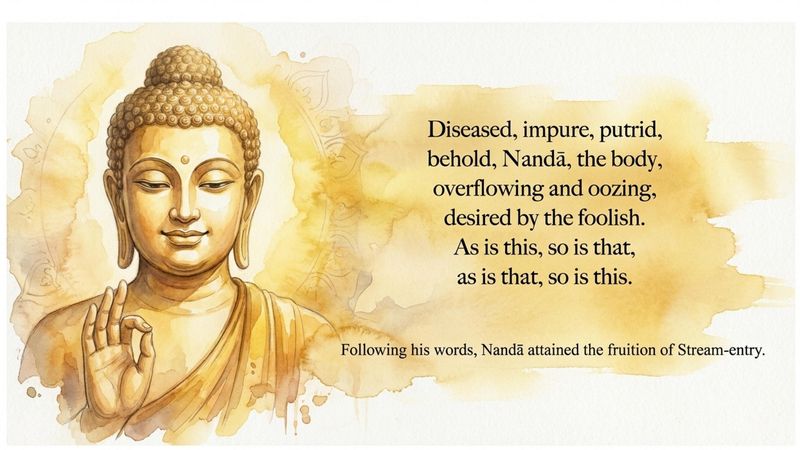 Diseased, impure, putrid,
behold, Nandā, the body,
overflowing and oozing,
desired by the foolish.
As is this, so is that,
as is that, so is this.
Following his words, Nandā attained the fruition of Stream-entry.